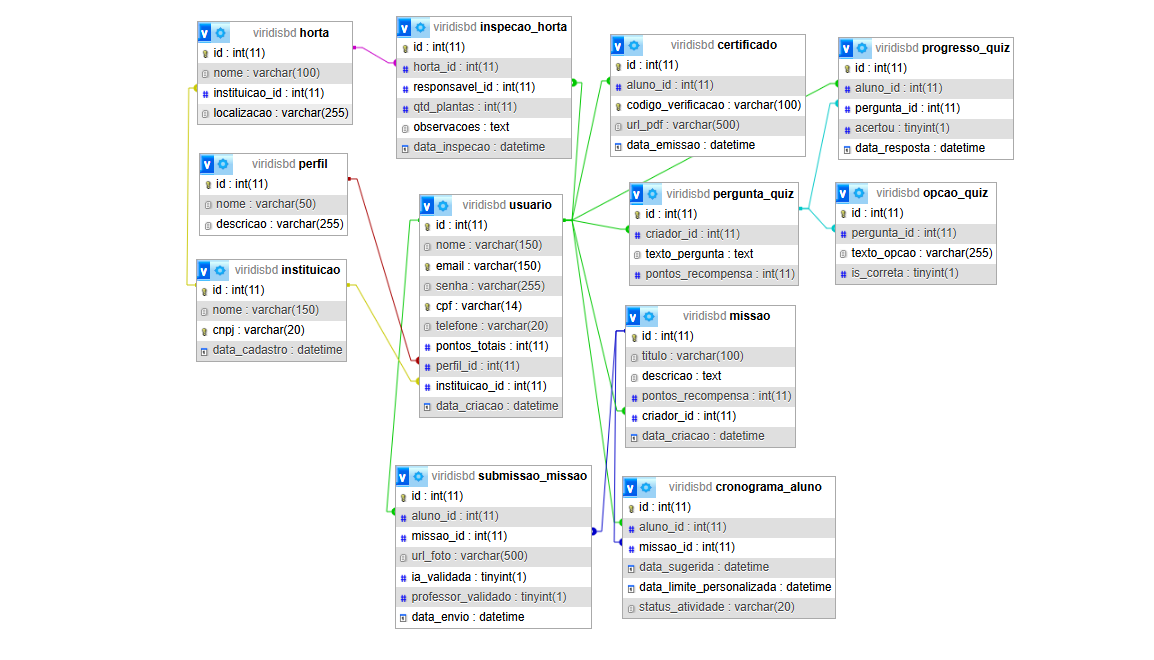 v viridisbd horta
id : int(11)
nome : varchar(100)
# instituicao_id : int(11)
localizacao : varchar(255)
v viridisbd inspecao_horta
id : int(11)
# horta_id : int(11)
# responsavel_id : int(11)
# qtd_plantas : int(11)
observacoes : text
data_inspecao : datetime
v viridisbd certificado
id : int(11)
# aluno_id : int(11)
codigo_verificacao : varchar(100)
url_pdf : varchar(500)
data_emissao : datetime
v viridisbd progresso_quiz
id : int(11)
# aluno_id : int(11)
# pergunta_id : int(11)
# acertou : tinyint(1)
data_resposta : datetime
v viridisbd perfil
id : int(11)
nome : varchar(50)
descricao : varchar(255)
v viridisbd usuario
id : int(11)
nome : varchar(150)
email : varchar(150)
senha : varchar(255)
cpf : varchar(14)
telefone : varchar(20)
# pontos_totais : int(11)
# perfil_id : int(11)
# instituicao_id : int(11)
data_criacao : datetime
v viridisbd pergunta_quiz
id : int(11)
# criador_id : int(11)
texto_pergunta : text
# pontos_recompensa : int(11)
v viridisbd opcao_quiz
id : int(11)
# pergunta_id : int(11)
texto_opcao : varchar(255)
# is_correta : tinyint(1)
v viridisbd instituicao
id : int(11)
nome : varchar(150)
cnpj : varchar(20)
data_cadastro : datetime
v viridisbd missao
id : int(11)
titulo : varchar(100)
descricao : text
# pontos_recompensa : int(11)
# criador_id : int(11)
data_criacao : datetime
v viridisbd submissao_missao
id : int(11)
# aluno_id : int(11)
# missao_id : int(11)
url_foto : varchar(500)
# ia_validada : tinyint(1)
# professor_validado : tinyint(1)
data_envio : datetime
v viridisbd cronograma_aluno
id : int(11)
# aluno_id : int(11)
# missao_id : int(11)
data_sugerida : datetime
data_limite_personalizada : datetime
status_atividade : varchar(20)